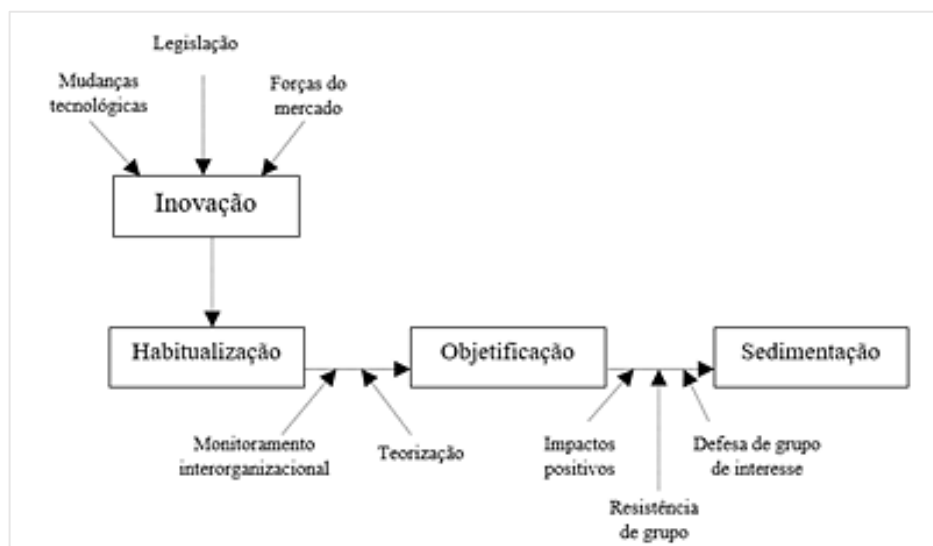 Legislação
Mudanças
tecnológicas
Forças do
mercado
Inovação
Habitualização
Objetificação
Sedimentação
Monitoramento
interorganizacional
Teorização
Impactos
positivos
Defesa de grupo
de interesse
Resistência
de grupo